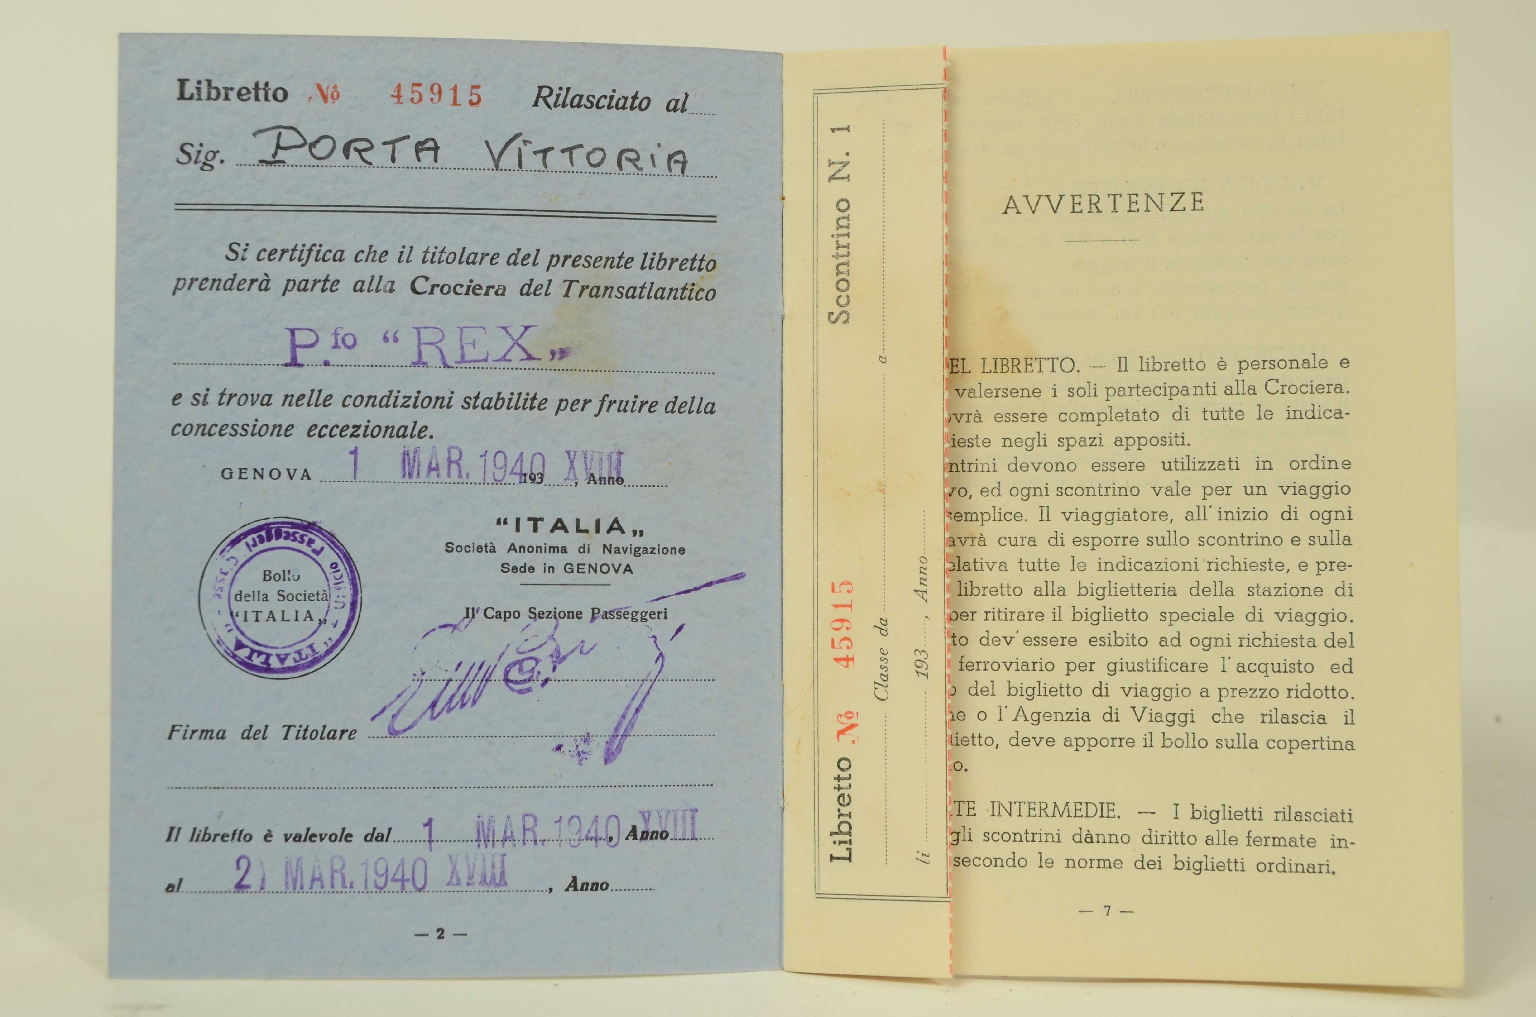 Libretto Nº 45915 Rilasciato al
Sig. PORTA VITTORIA
Si certifica che il titolare del presente libretto
prenderà parte alla Crociera del Transatlantico
P.fo "REX"
e si trova nelle condizioni stabilite per fruire della
concessione eccezionale.
GENOVA 1 MAR. 1940 XVIII 193 , Anno
"ITALIA"
Società Anonima di Navigazione
Sede in GENOVA
Il Capo Sezione Passeggeri
Bollo
della Società
"ITALIA"
"ITALIA" - Ufficio Passeggeri
Firma del Titolare
Il libretto è valevole dal 1 MAR. 1940 , Anno XVIII
al MAR. 1940 XVIII , Anno
— 2 —
Libretto Nº 45915 Scontrino N. 1
Classe da a
li 193 , Anno
AVVERTENZE
EL LIBRETTO. — Il libretto è personale e
valersene i soli partecipanti alla Crociera.
vrà essere completato di tutte le indica-
ieste negli spazi appositi.
ntrini devono essere utilizzati in ordine
vo, ed ogni scontrino vale per un viaggio
semplice. Il viaggiatore, all'inizio di ogni
avrà cura di esporre sullo scontrino e sulla
elativa tutte le indicazioni richieste, e pre-
libretto alla biglietteria della stazione di
per ritirare il biglietto speciale di viaggio.
to dev'essere esibito ad ogni richiesta del
ferroviario per giustificare l'acquisto ed
o del biglietto di viaggio a prezzo ridotto.
ne o l'Agenzia di Viaggi che rilascia il
lietto, deve apporre il bollo sulla copertina
o.
TE INTERMEDIE. — I biglietti rilasciati
gli scontrini dànno diritto alle fermate in-
secondo le norme dei biglietti ordinari.
— 7 —